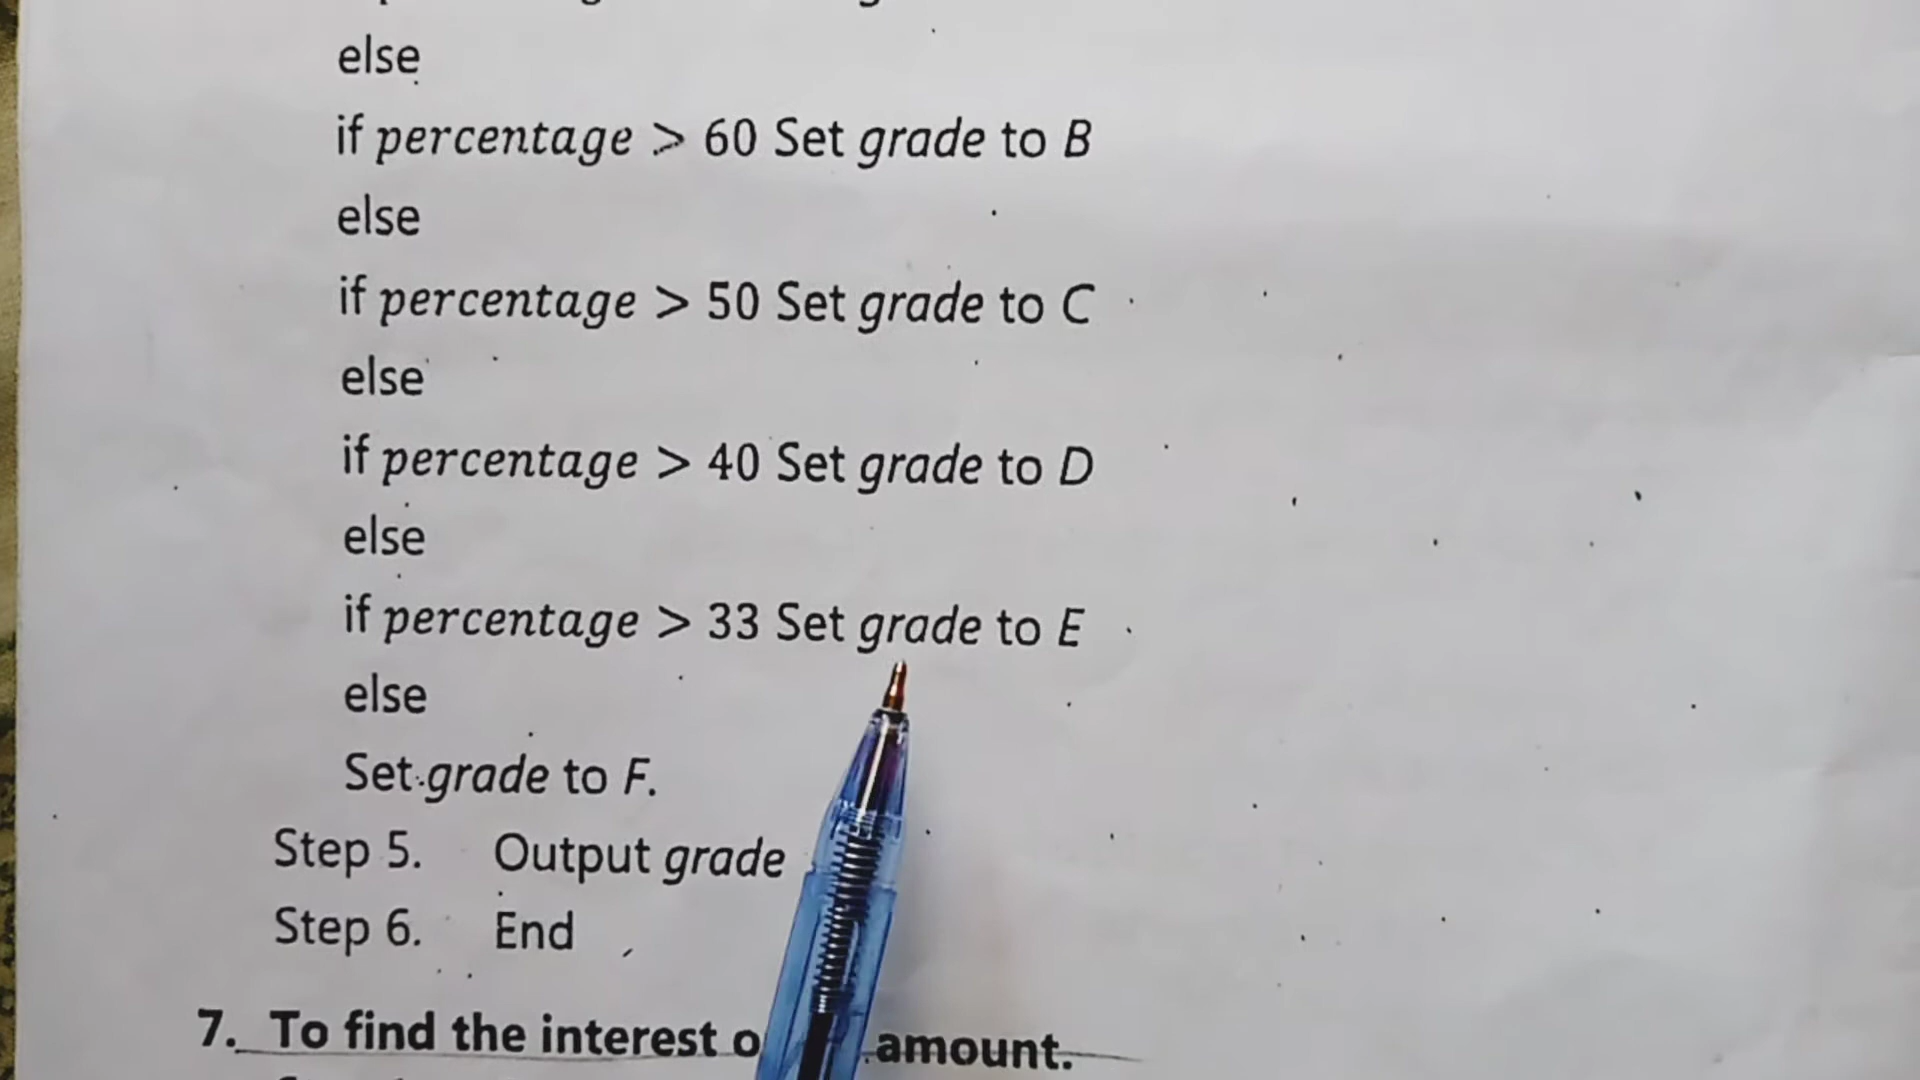 else
if percentage > 60 Set grade to B
else
if percentage > 50 Set grade to C
else
if percentage > 40 Set grade to D
else
if percentage > 33 Set grade to E
else
Set grade to F.
Step 5. Output grade
Step 6. End
7. To find the interest amount.